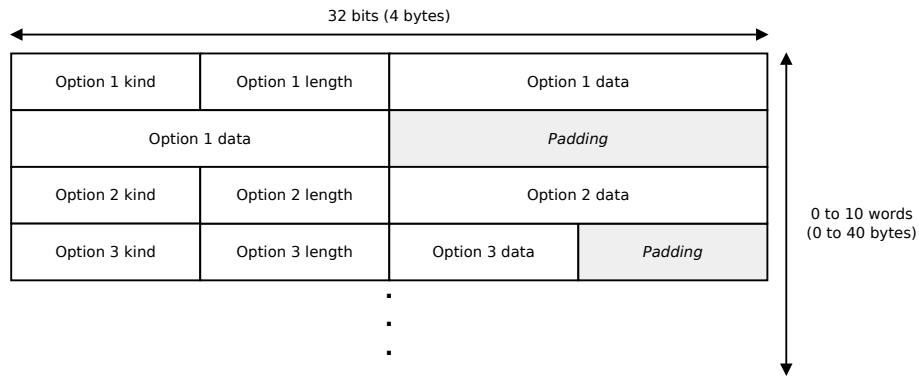 32 bits (4 bytes)
Option 1 kind Option 1 length Option 1 data
Option 1 data Padding
Option 2 kind Option 2 length Option 2 data
Option 3 kind Option 3 length Option 3 data Padding
0 to 10 words
(0 to 40 bytes)